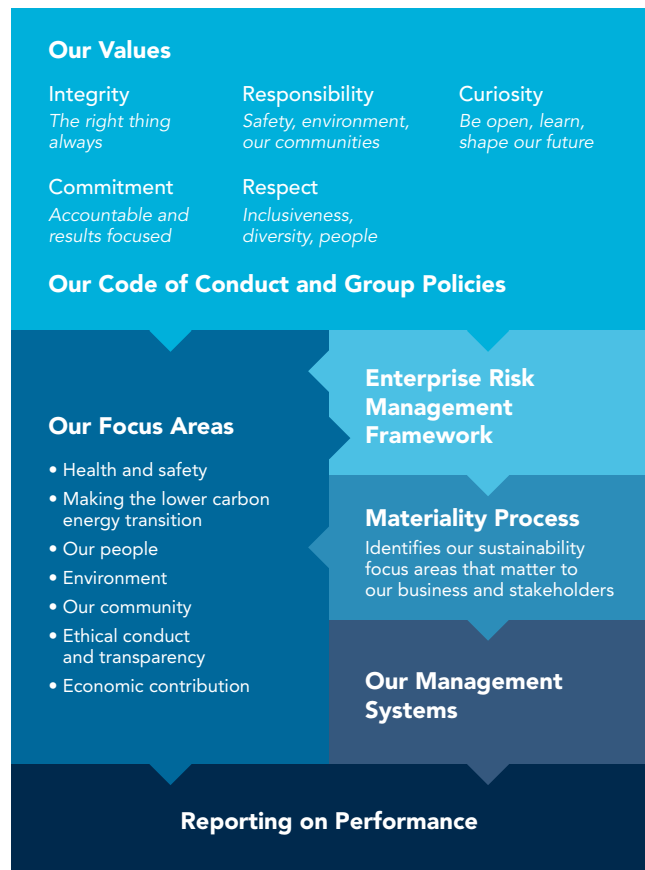 Our Values
Integrity
The right thing
always
Responsibility
Safety, environment,
our communities
Curiosity
Be open, learn,
shape our future
Commitment
Accountable and
results focused
Respect
Inclusiveness,
diversity, people
Our Code of Conduct and Group Policies
Our Focus Areas
• Health and safety
• Making the lower carbon
energy transition
• Our people
• Environment
• Our community
• Ethical conduct
and transparency
• Economic contribution
Enterprise Risk
Management
Framework
Materiality Process
Identifies our sustainability
focus areas that matter to
our business and stakeholders
Our Management
Systems
Reporting on Performance